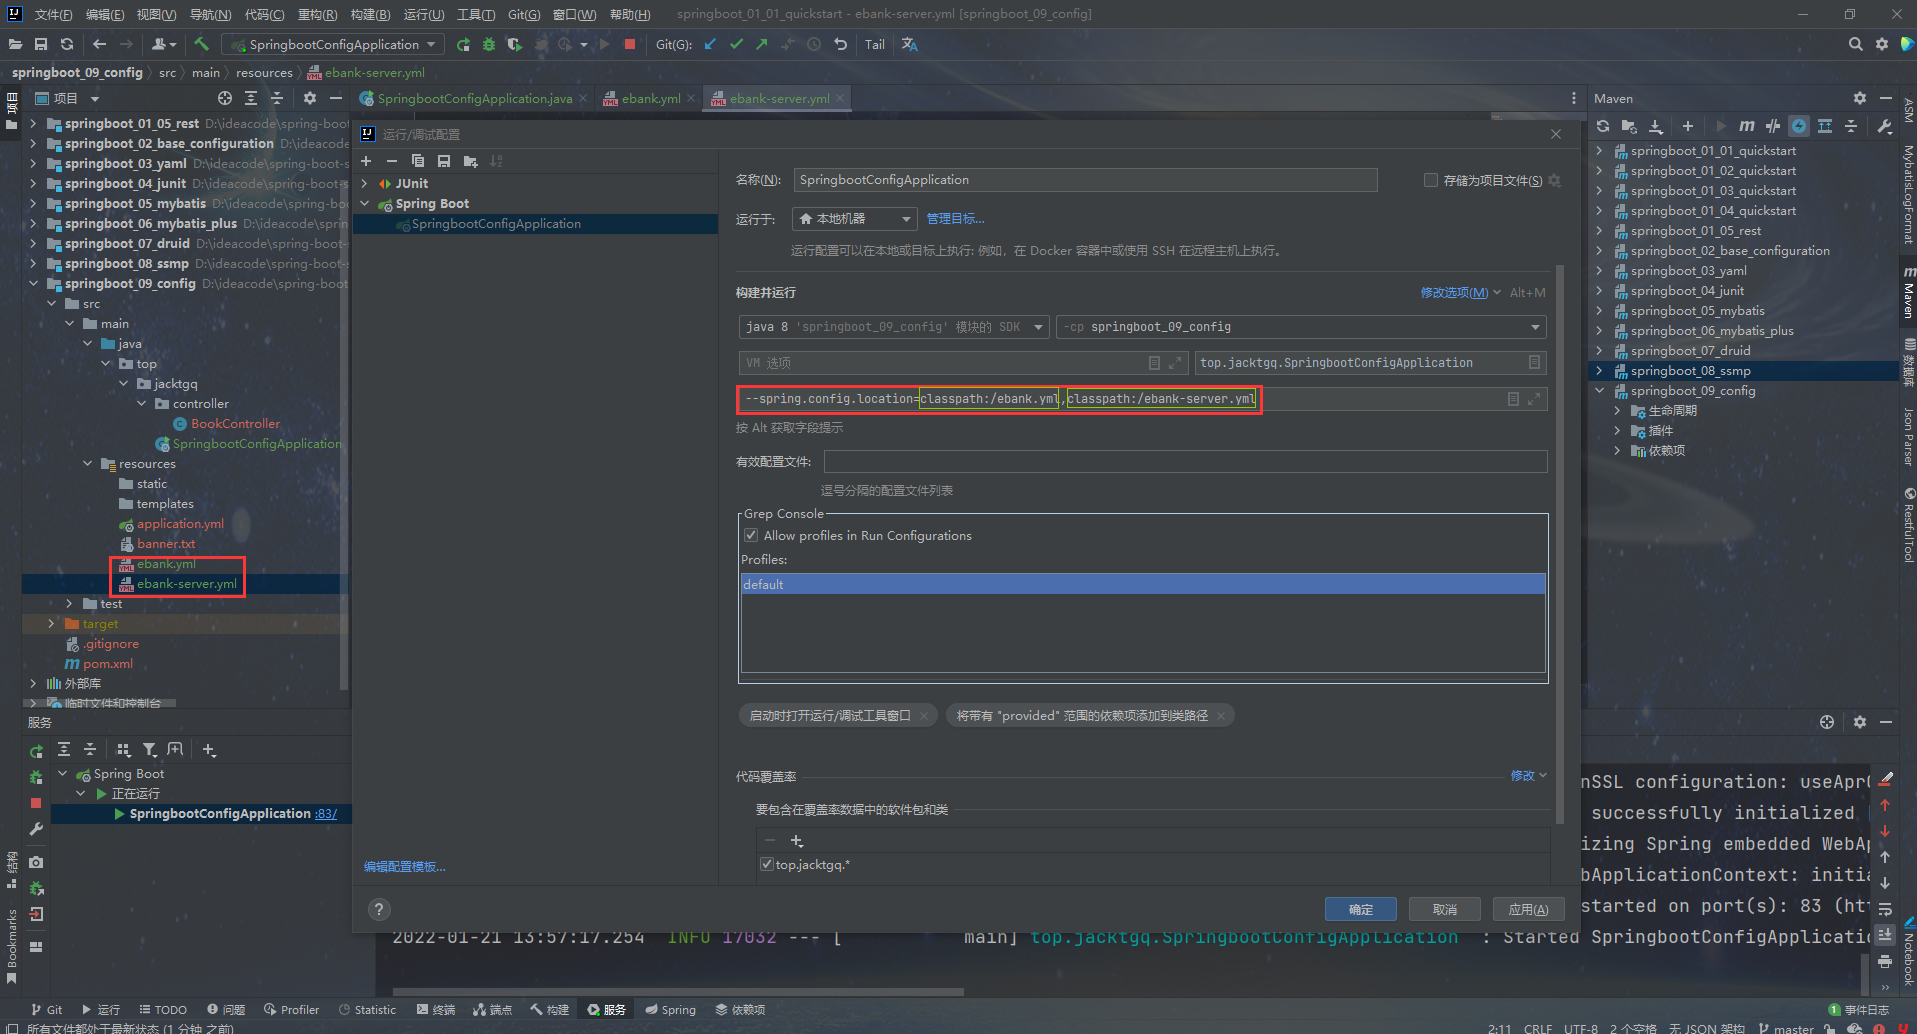 文件(F) 编辑(E) 视图(V) 导航(N) 代码(C) 重构(R) 构建(B) 运行(U) 工具(T) Git(G) 窗口(W) 帮助(H) springboot_01_01_quickstart - ebank-server.yml [springboot_09_config]
SpringbootConfigApplication Git(G): Tail
springboot_09_config src main resources ebank-server.yml
项目
SpringbootConfigApplication.java ebank.yml ebank-server.yml
Maven
springboot_01_05_rest D:\ideacode\spring-boot
springboot_02_base_configuration D:\ideacode
springboot_03_yaml D:\ideacode\spring-boot-s
springboot_04_junit D:\ideacode\spring-boot-s
springboot_05_mybatis D:\ideacode\spring-boot
springboot_06_mybatis_plus D:\ideacode\spring
springboot_07_druid D:\ideacode\spring-boot-s
springboot_08_ssmp D:\ideacode\spring-boot-s
springboot_09_config D:\ideacode\spring-boot
src
main
java
top
jacktgq
controller
BookController
SpringbootConfigApplication
resources
static
templates
application.yml
banner.txt
ebank.yml
ebank-server.yml
test
target
.gitignore
pom.xml
外部库
临时文件和控制台
运行/调试配置
JUnit
Spring Boot
SpringbootConfigApplication
编辑配置模板...
名称(N): SpringbootConfigApplication 存储为项目文件(S)
运行于: 本地机器 管理目标...
运行配置可以在本地或目标上执行: 例如，在 Docker 容器中或使用 SSH 在远程主机上执行。
构建并运行 修改选项(M) Alt+M
java 8 'springboot_09_config' 模块的 SDK -cp springboot_09_config
VM 选项 top.jacktgq.SpringbootConfigApplication
--spring.config.location=classpath:/ebank.yml,classpath:/ebank-server.yml
按 Alt 获取字段提示
有效配置文件:
逗号分隔的配置文件列表
Grep Console
Allow profiles in Run Configurations
Profiles:
default
启动时打开运行/调试工具窗口 将带有 "provided" 范围的依赖项添加到类路径
代码覆盖率 修改
要包含在覆盖率数据中的软件包和类
top.jacktgq.*
? 确定 取消 应用(A)
springboot_01_01_quickstart
springboot_01_02_quickstart
springboot_01_03_quickstart
springboot_01_04_quickstart
springboot_01_05_rest
springboot_02_base_configuration
springboot_03_yaml
springboot_04_junit
springboot_05_mybatis
springboot_06_mybatis_plus
springboot_07_druid
springboot_08_ssmp
springboot_09_config
生命周期
插件
依赖项
ASM
MybatisLogFormat
Maven
数据库
Json Parser
RestfulTool
Notebook
项目
结构
Bookmarks
服务
Spring Boot
正在运行
SpringbootConfigApplication :83/
nSSL configuration: useAprC
successfully initialized
izing Spring embedded WebAp
bApplicationContext: initia
started on port(s): 83 (htt
2022-01-21 13:57:17.254 INFO 17032 --- [ main] top.jacktgq.SpringbootConfigApplication : Started SpringbootConfigApplicatio
Git 运行 TODO 问题 Profiler Statistic 终端 端点 构建 服务 Spring 依赖项 1 事件日志
所有文件都处于最新状态 (1 分钟 之前) 2:11 CRLF UTF-8 2 个空格 无 JSON 架构 master